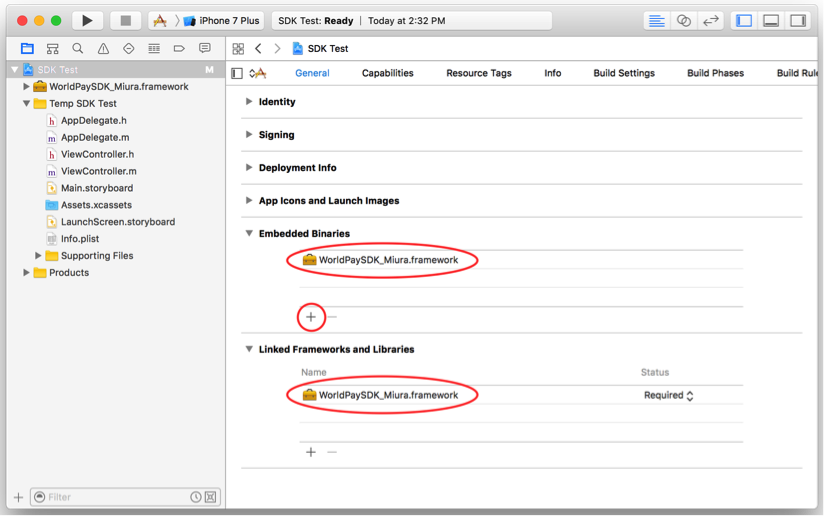 iPhone 7 Plus
SDK Test: Ready | Today at 2:32 PM
SDK Test
SDK Test M
General Capabilities Resource Tags Info Build Settings Build Phases Build Rule
WorldPaySDK_Miura.framework
Temp SDK Test
h AppDelegate.h
m AppDelegate.m
h ViewController.h
m ViewController.m
Main.storyboard
Assets.xcassets
LaunchScreen.storyboard
Info.plist
Supporting Files
Products
Filter
Identity
Signing
Deployment Info
App Icons and Launch Images
Embedded Binaries
WorldPaySDK_Miura.framework
+ −
Linked Frameworks and Libraries
Name Status
WorldPaySDK_Miura.framework Required
+ −